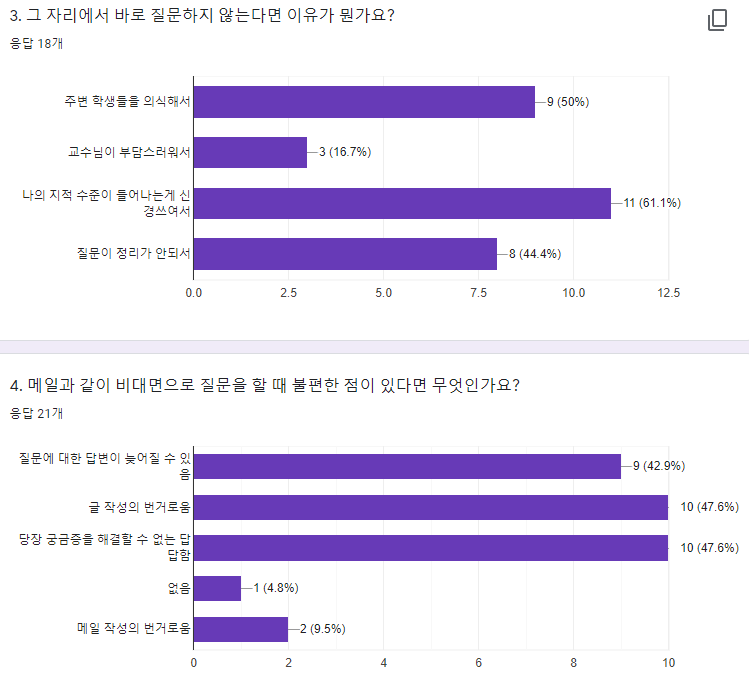 3. 그 자리에서 바로 질문하지 않는다면 이유가 뭔가요?
응답 18개
주변 학생들을 의식해서
9 (50%)
교수님이 부담스러워서
3 (16.7%)
나의 지적 수준이 들어나는게 신
경쓰여서
11 (61.1%)
질문이 정리가 안되서
8 (44.4%)
0.0 2.5 5.0 7.5 10.0 12.5
4. 메일과 같이 비대면으로 질문을 할 때 불편한 점이 있다면 무엇인가요?
응답 21개
질문에 대한 답변이 늦어질 수 있
음
9 (42.9%)
글 작성의 번거로움
10 (47.6%)
당장 궁금증을 해결할 수 없는 답
답함
10 (47.6%)
없음
1 (4.8%)
메일 작성의 번거로움
2 (9.5%)
0 2 4 6 8 10